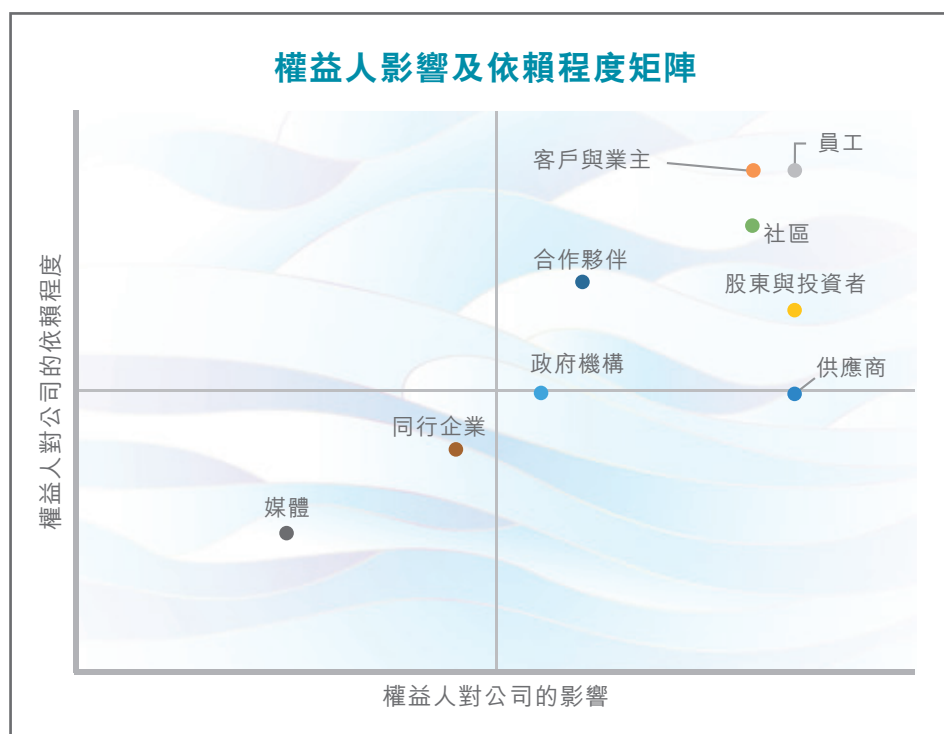 權益人影響及依賴程度矩陣
員工
客戶與業主
社區
合作夥伴
股東與投資者
政府機構
供應商
同行企業
媒體
權益人對公司的依賴程度
權益人對公司的影響